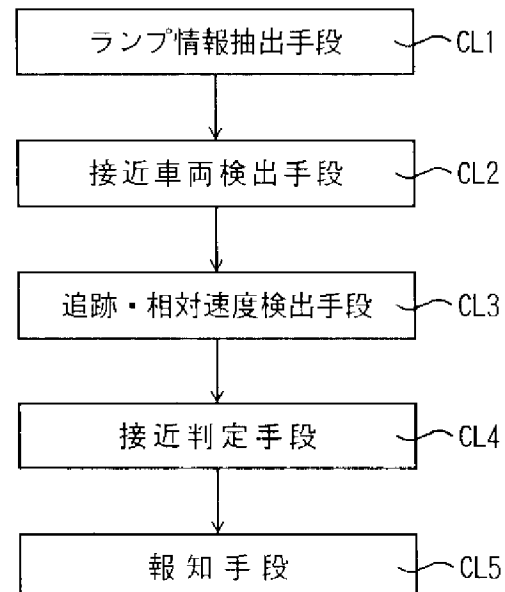 ランプ情報抽出手段 CL1
接近車両検出手段 CL2
追跡・相対速度検出手段 CL3
接近判定手段 CL4
報知手段 CL5